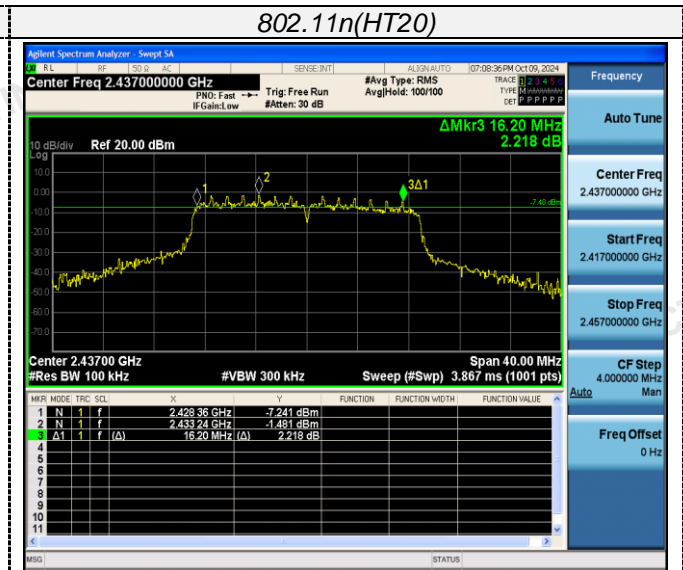 802.11n(HT20)
Agilent Spectrum Analyzer - Swept SA
RL RF 50 Ω AC SENSE:INT ALIGNAUTO 07:08:36 PM Oct 09, 2024
Center Freq 2.437000000 GHz
PNO: Fast
IFGain:Low
Trig: Free Run
#Atten: 30 dB
#Avg Type: RMS
Avg|Hold: 100/100
TRACE 1 2 3 4 5 6
TYPE M
DET P P P P P P
Frequency
Auto Tune
Center Freq
2.437000000 GHz
Start Freq
2.417000000 GHz
Stop Freq
2.457000000 GHz
CF Step
4.000000 MHz
Auto Man
Freq Offset
0 Hz
ΔMkr3 16.20 MHz
2.218 dB
10 dB/div Ref 20.00 dBm
Log
10.0
0.00
-10.0
-20.0
-30.0
-40.0
-50.0
-60.0
-70.0
1
2
3Δ1
-7.48 dBm
Center 2.43700 GHz Span 40.00 MHz
#Res BW 100 kHz #VBW 300 kHz Sweep (#Swp) 3.867 ms (1001 pts)
MKR MODE TRC SCL X Y FUNCTION FUNCTION WIDTH FUNCTION VALUE
1 N 1 f 2.428 36 GHz -7.241 dBm
2 N 1 f 2.433 24 GHz -1.481 dBm
3 Δ1 1 f (Δ) 16.20 MHz (Δ) 2.218 dB
4
5
6
7
8
9
10
11
MSG STATUS